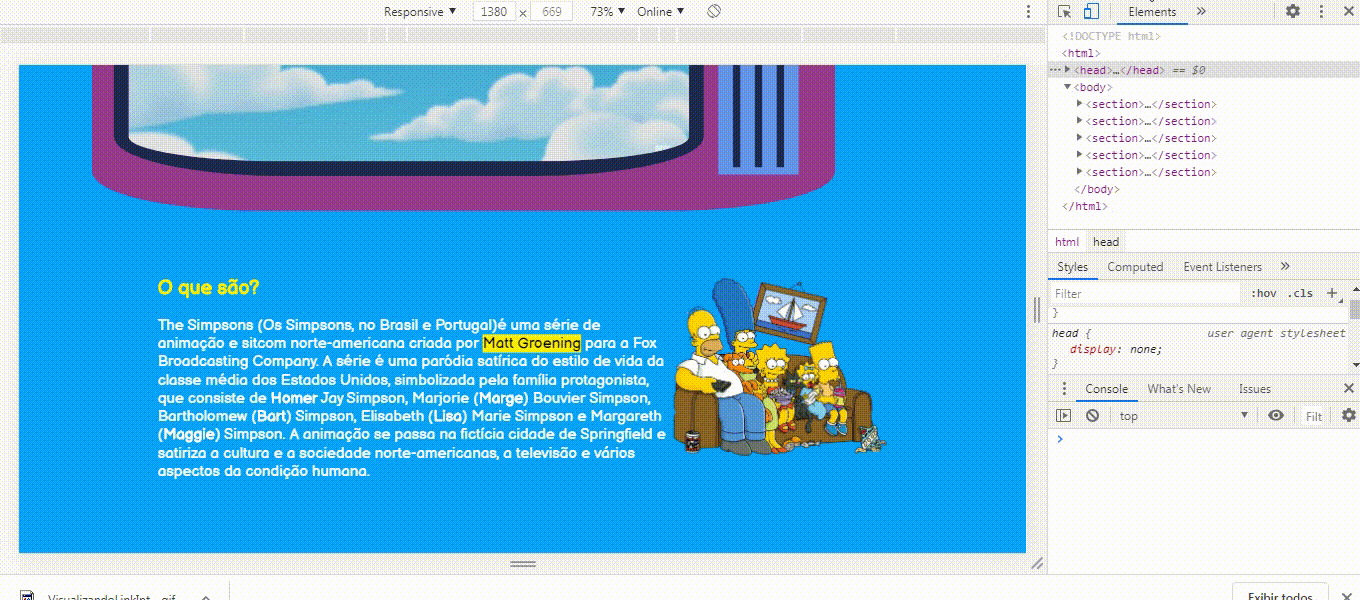 Responsive 1380 × 669 73% Online
Elements »
<!DOCTYPE html>
<html>
<head>…</head> == $0
<body>
<section>…</section>
<section>…</section>
<section>…</section>
<section>…</section>
<section>…</section>
</body>
</html>
html head
Styles Computed Event Listeners »
Filter :hov .cls +
}
head { user agent stylesheet
display: none;
}
Console What's New Issues
top Filt
O que são?
The Simpsons (Os Simpsons, no Brasil e Portugal)é uma série de
animação e sitcom norte-americana criada por Matt Groening para a Fox
Broadcasting Company. A série é uma paródia satírica do estilo de vida da
classe média dos Estados Unidos, simbolizada pela família protagonista,
que consiste de Homer Jay Simpson, Marjorie (Marge) Bouvier Simpson,
Bartholomew (Bart) Simpson, Elisabeth (Lisa) Marie Simpson e Margareth
(Maggie) Simpson. A animação se passa na fictícia cidade de Springfield e
satiriza a cultura e a sociedade norte-americanas, a televisão e vários
aspectos da condição humana.
VisualizandoLinkInt....gif
Exibir todos